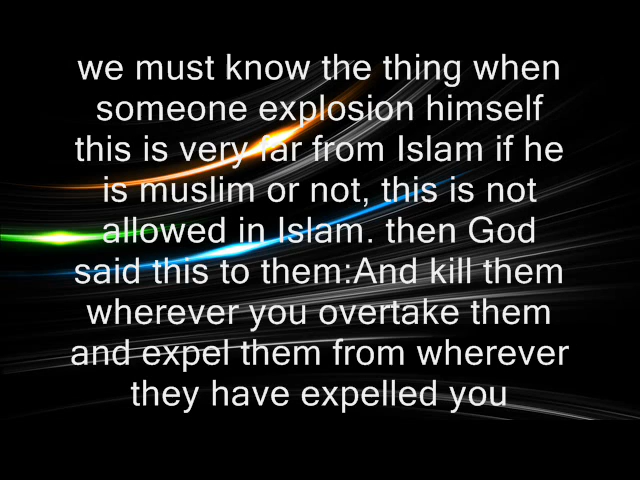 we must know the thing when
someone explosion himself
this is very far from Islam if he
is muslim or not, this is not
allowed in Islam. then God
said this to them:And kill them
wherever you overtake them
and expel them from wherever
they have expelled you